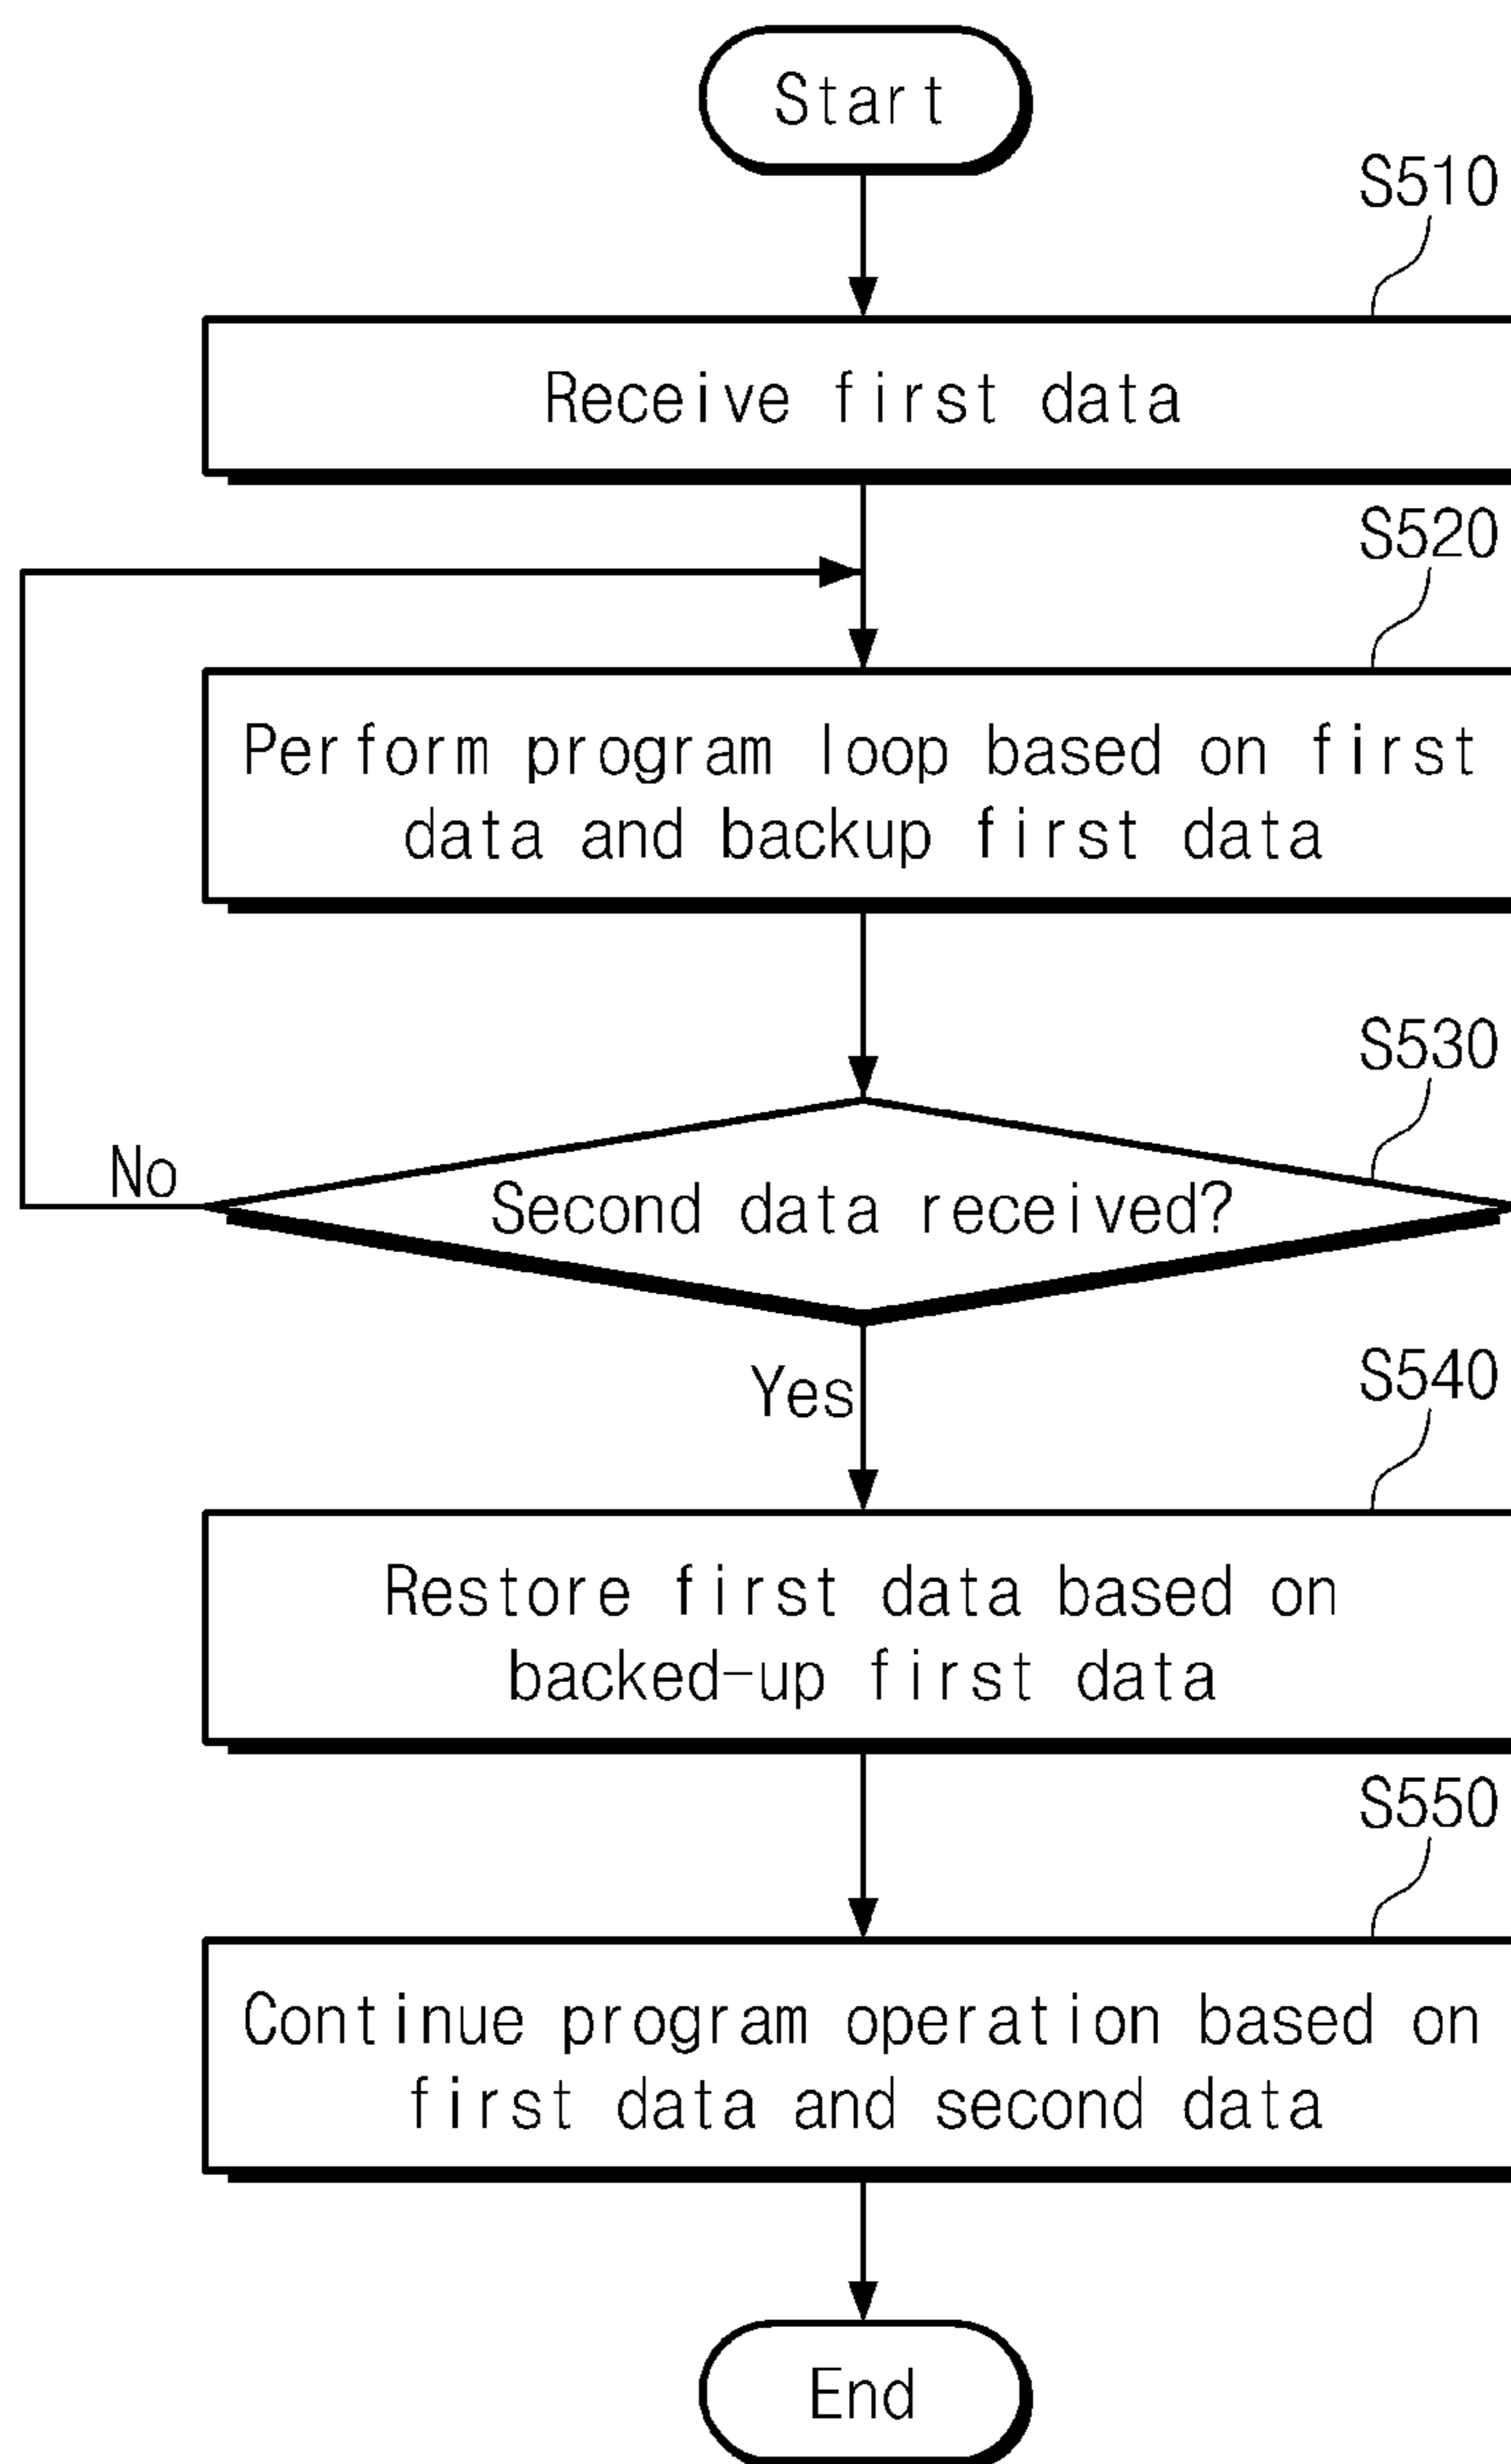 Start
S510
Receive first data
S520
Perform program loop based on first
data and backup first data
S530
No
Second data received?
Yes
S540
Restore first data based on
backed-up first data
S550
Continue program operation based on
first data and second data
End